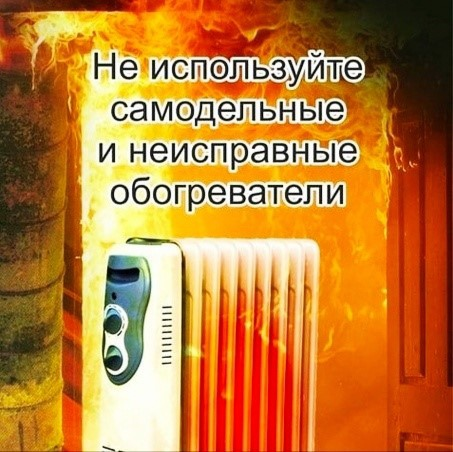 Не используйте
самодельные
и неисправные
обогреватели